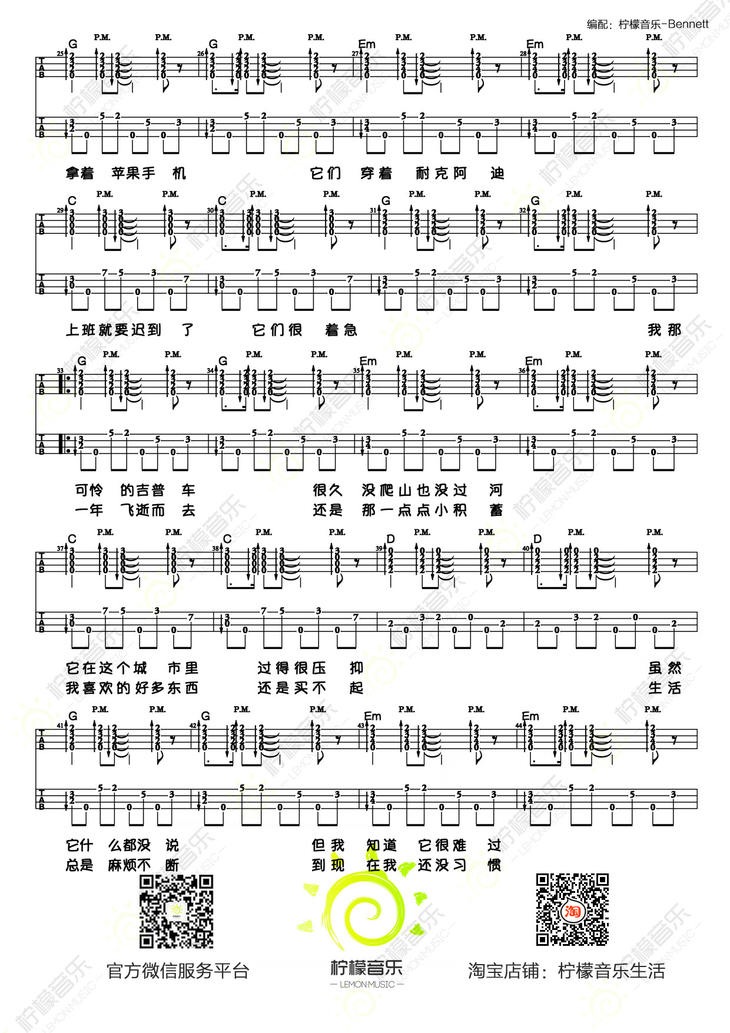 编配：柠檬音乐-Bennett
25 G P.M. 26 G P.M. 27 Em P.M. 28 Em P.M.
拿着 苹果手机 它们 穿着 耐克阿迪
29 C P.M. 30 C P.M. 31 G P.M. 32 G P.M.
上班就要迟到了 它们很着急 我那
33 G P.M. 34 G P.M. 35 Em P.M. 36 Em P.M.
可怜 的吉普车 很久 没爬山也没过河
一年 飞逝而去 还是 那一点点小积蓄
37 C P.M. 38 C P.M. 39 D P.M. 40 D P.M.
它在这个城 市里 过得很压抑 虽然
我喜欢的好多东西 还是买不起 生活
41 G P.M. 42 G P.M. 43 Em P.M. 44 Em P.M.
它什 么都没说 但我 知道 它很难过
总是 麻烦不断 到现 在我 还没习惯
官方微信服务平台
柠檬音乐
LEMON MUSIC
淘
淘宝店铺：柠檬音乐生活